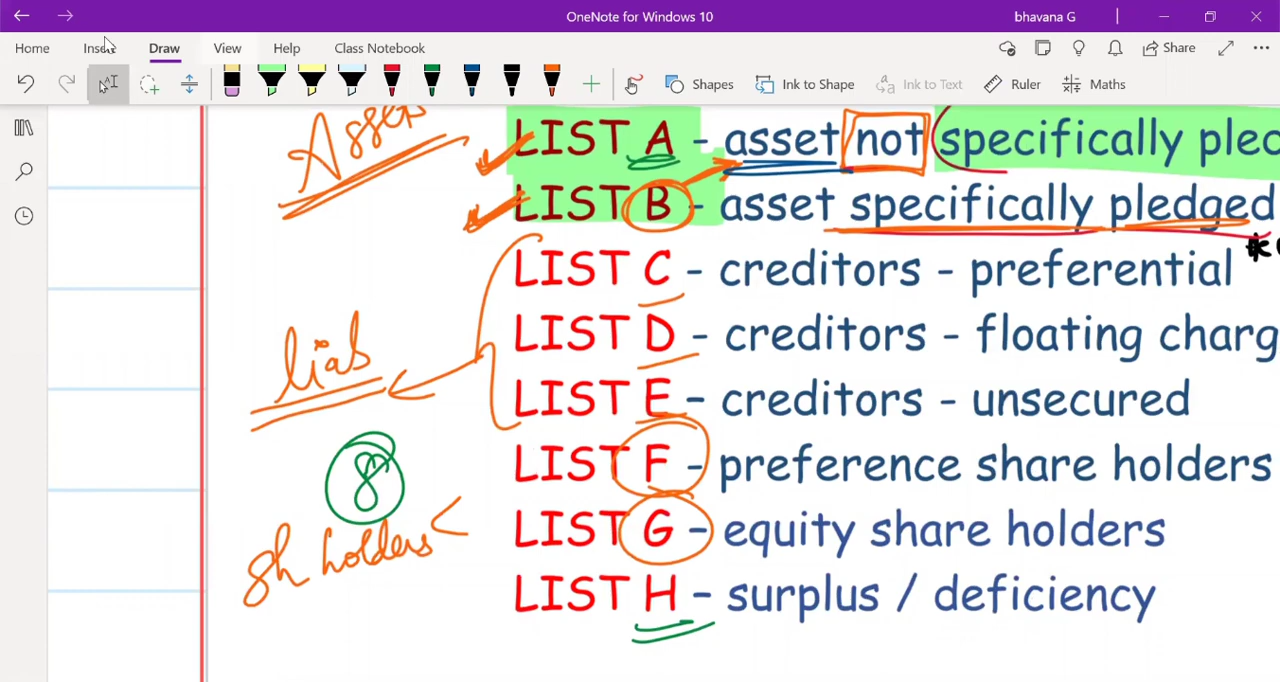 OneNote for Windows 10
bhavana G
Home Insert Draw View Help Class Notebook
Share
Shapes Ink to Shape Ink to Text Ruler Maths
Assets
LIST A - asset not specifically pled
LIST B - asset specifically pledged
LIST C - creditors - preferential
LIST D - creditors - floating charg
liab
LIST E - creditors - unsecured
8
LIST F - preference share holders
sh holders
LIST G - equity share holders
LIST H - surplus / deficiency